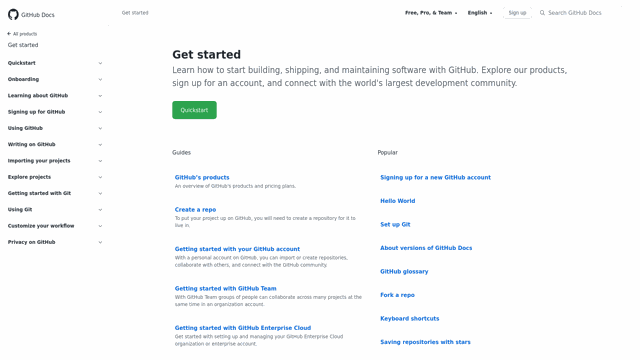 GitHub Docs
All products
Get started
Quickstart
Onboarding
Learning about GitHub
Signing up for GitHub
Using GitHub
Writing on GitHub
Importing your projects
Explore projects
Getting started with Git
Using Git
Customize your workflow
Privacy on GitHub
Get started
Free, Pro, & Team
English
Sign up
Search GitHub Docs
Get started
Learn how to start building, shipping, and maintaining software with GitHub. Explore our products,
sign up for an account, and connect with the world's largest development community.
Quickstart
Guides
GitHub's products
An overview of GitHub's products and pricing plans.
Create a repo
To put your project up on GitHub, you will need to create a repository for it to
live in.
Getting started with your GitHub account
With a personal account on GitHub, you can import or create repositories,
collaborate with others, and connect with the GitHub community.
Getting started with GitHub Team
With GitHub Team groups of people can collaborate across many projects at the
same time in an organization account.
Getting started with GitHub Enterprise Cloud
Get started with setting up and managing your GitHub Enterprise Cloud
organization or enterprise account.
Popular
Signing up for a new GitHub account
Hello World
Set up Git
About versions of GitHub Docs
GitHub glossary
Fork a repo
Keyboard shortcuts
Saving repositories with stars